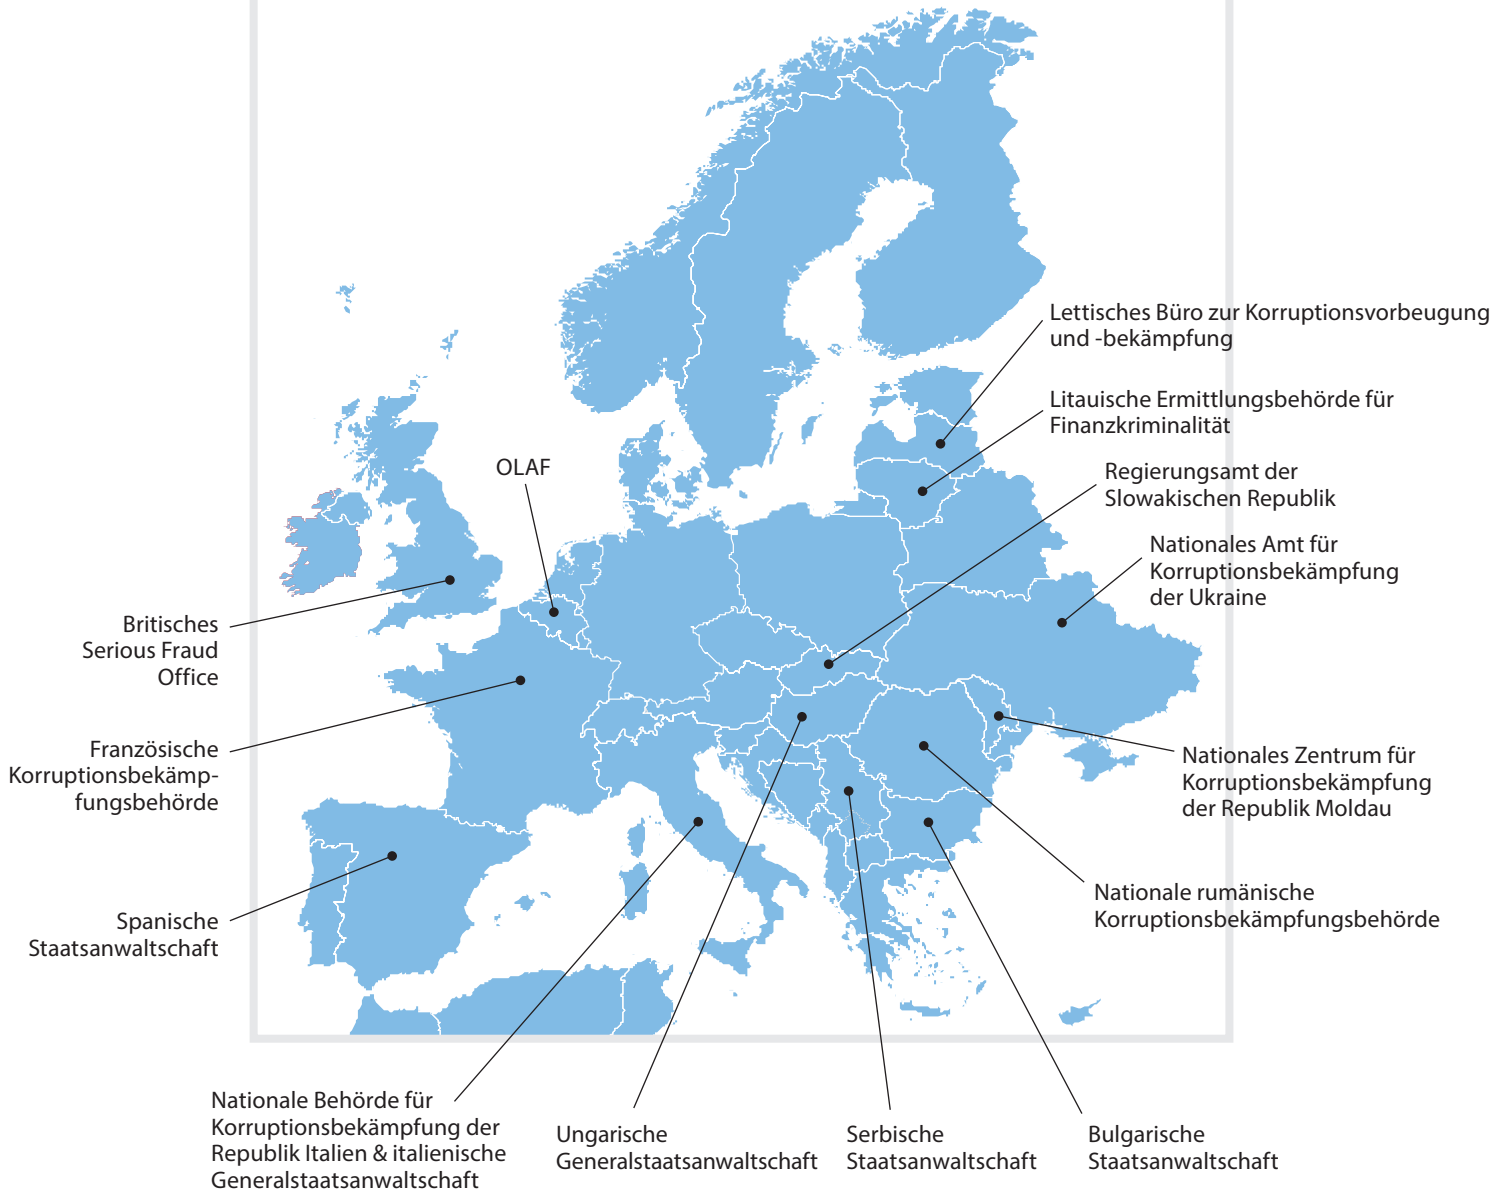 Lettisches Büro zur Korruptionsvorbeugung
und -bekämpfung
Litauische Ermittlungsbehörde für
Finanzkriminalität
OLAF
Regierungsamt der
Slowakischen Republik
Nationales Amt für
Korruptionsbekämpfung
der Ukraine
Britisches
Serious Fraud
Office
Französische
Korruptionsbekämp-
fungsbehörde
Nationales Zentrum für
Korruptionsbekämpfung
der Republik Moldau
Nationale rumänische
Korruptionsbekämpfungsbehörde
Spanische
Staatsanwaltschaft
Nationale Behörde für
Korruptionsbekämpfung der
Republik Italien & italienische
Generalstaatsanwaltschaft
Ungarische
Generalstaatsanwaltschaft
Serbische
Staatsanwaltschaft
Bulgarische
Staatsanwaltschaft